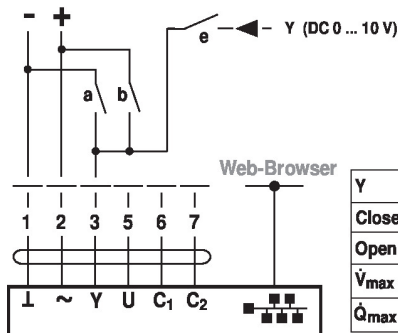 - +
Y (DC 0 ... 10 V)
e
a b
Web-Browser
1 2 3 5 6 7
⊥ ~ Y U C₁ C₂
Y
Close
Open
V̇max
Q̇max